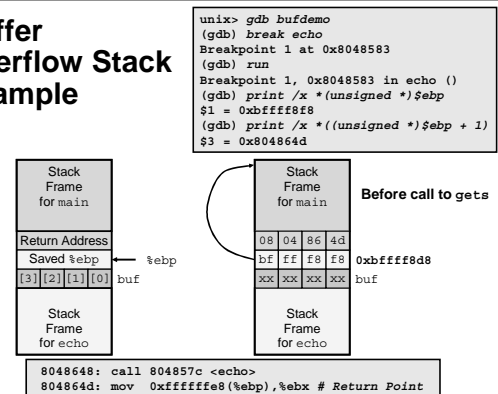 ffer
erflow Stack
ample
unix> gdb bufdemo
(gdb) break echo
Breakpoint 1 at 0x8048583
(gdb) run
Breakpoint 1, 0x8048583 in echo ()
(gdb) print /x *(unsigned *)$ebp
$1 = 0xbffff8f8
(gdb) print /x *((unsigned *)$ebp + 1)
$3 = 0x804864d
Stack
Frame
for main
Return Address
Saved %ebp
%ebp
[3] [2] [1] [0] buf
Stack
Frame
for echo
Stack
Frame
for main
Before call to gets
08 04 86 4d
bf ff f8 f8 0xbffff8d8
xx xx xx xx buf
Stack
Frame
for echo
8048648: call 804857c <echo>
804864d: mov 0xffffffe8(%ebp),%ebx # Return Point